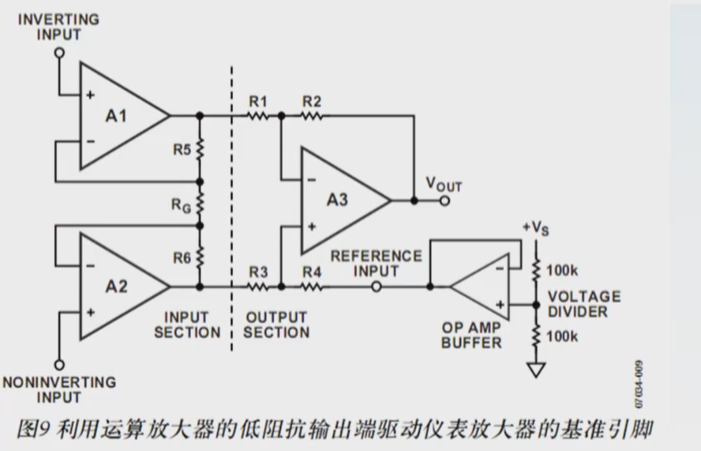 INVERTING
INPUT
+
A1
-
R5
RG
R6
-
A2
+
NONINVERTING
INPUT
INPUT
SECTION
OUTPUT
SECTION
R1
R2
-
A3
+
VOUT
R3
R4
REFERENCE
INPUT
+VS
-
+
OP AMP
BUFFER
100k
VOLTAGE
DIVIDER
100k
07034-009
图9 利用运算放大器的低阻抗输出端驱动仪表放大器的基准引脚